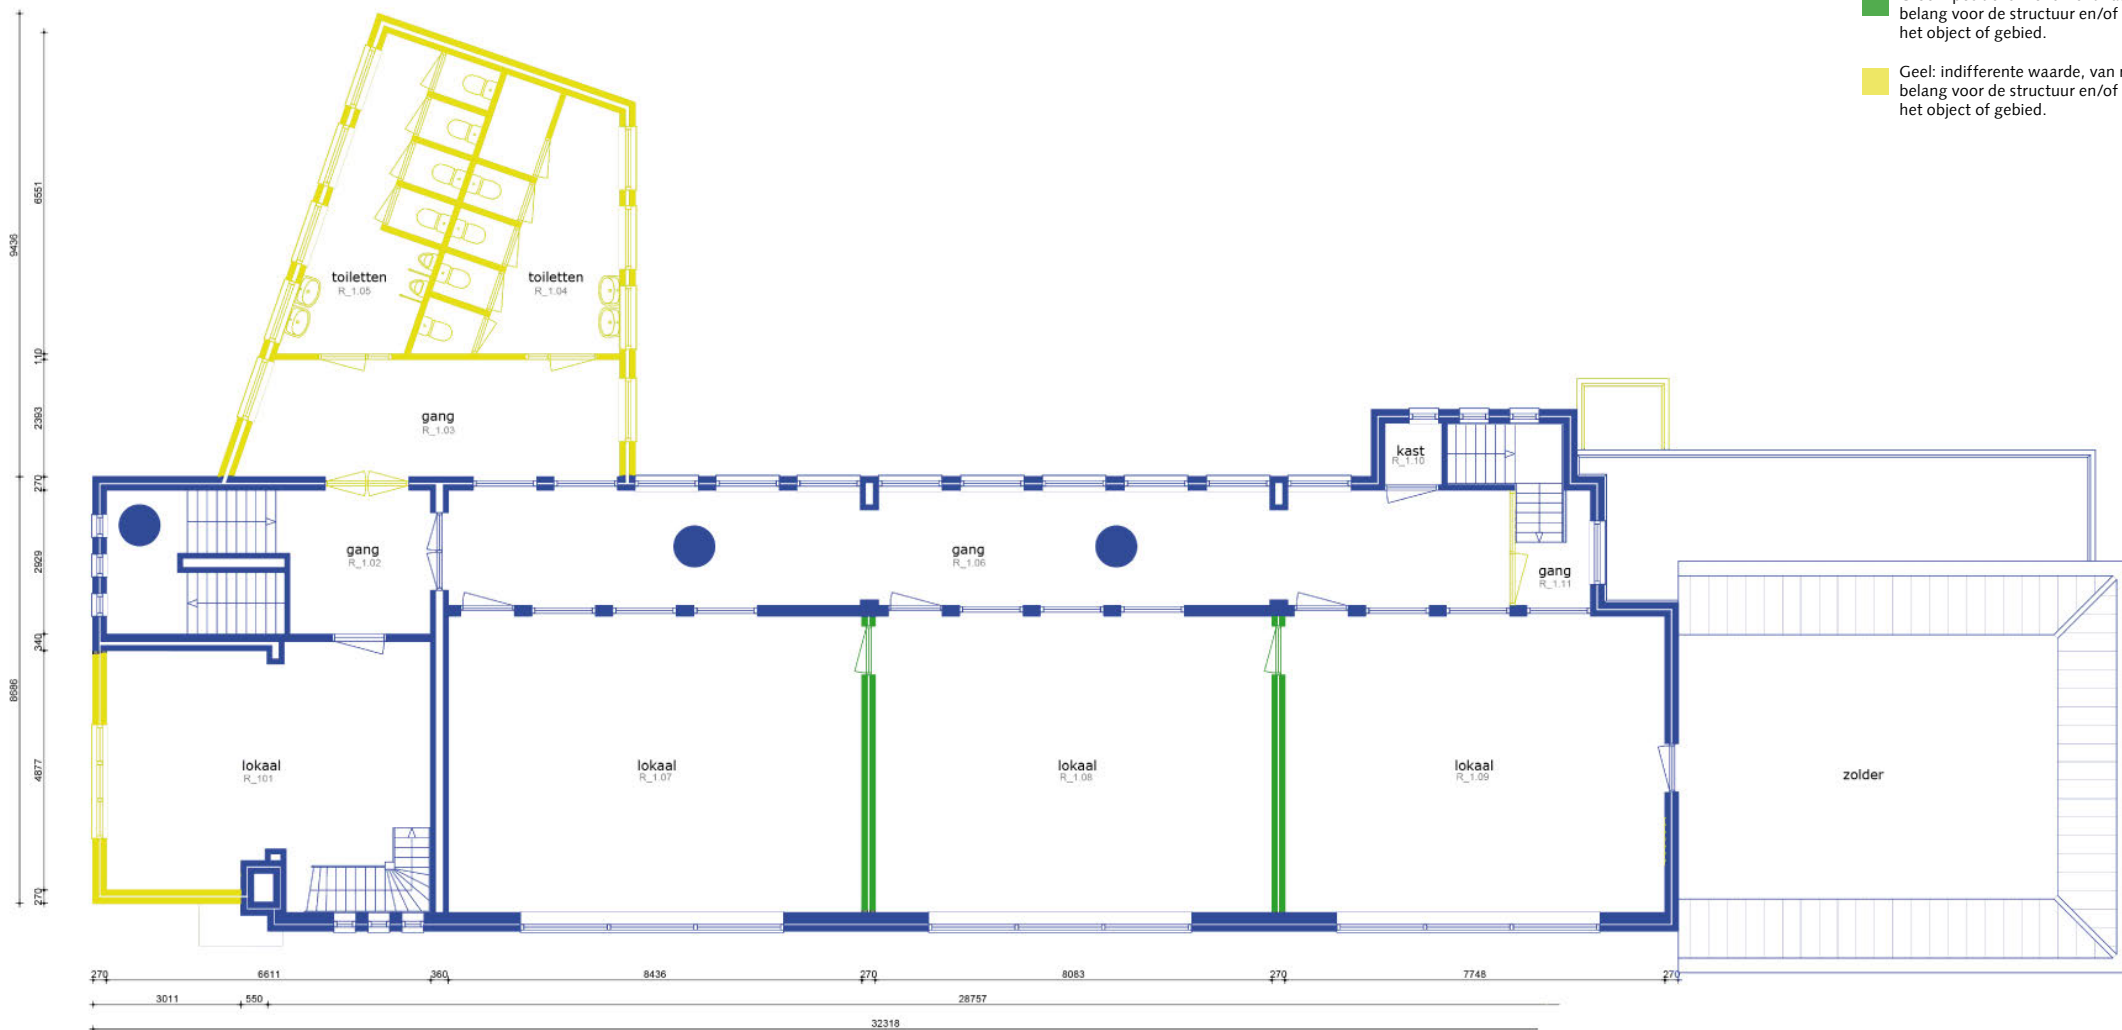 belang voor de structuur en/of
het object of gebied.
Geel: indifferente waarde, van
belang voor de structuur en/of
het object of gebied.
toiletten
R_1.05
toiletten
R_1.04
gang
R_1.03
kast
R_1.10
gang
R_1.02
gang
R_1.06
gang
R_1.11
lokaal
R_101
lokaal
R_1.07
lokaal
R_1.08
lokaal
R_1.09
zolder
9436
8686
6551
110
2393
270
2929
340
4877
270
270
6611
360
8436
270
8083
270
7748
270
3011
550
28757
32318